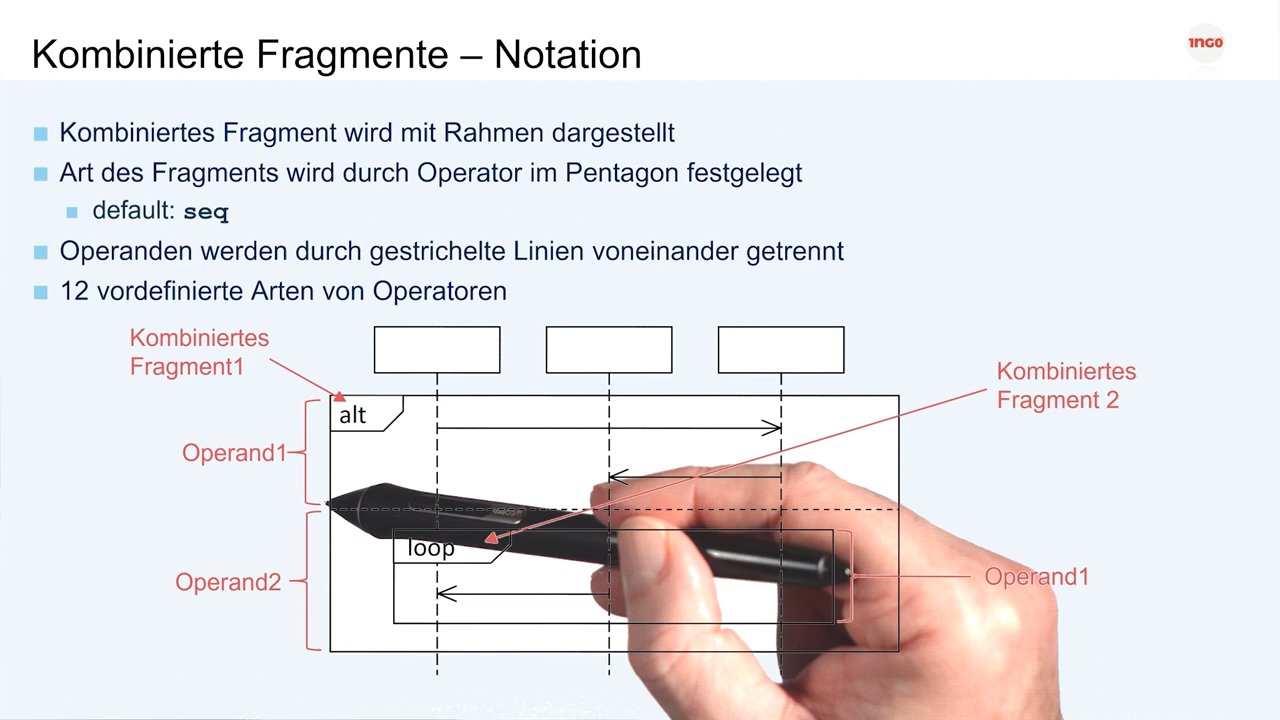 Kombinierte Fragmente – Notation
1NGO
Kombiniertes Fragment wird mit Rahmen dargestellt
Art des Fragments wird durch Operator im Pentagon festgelegt
default: seq
Operanden werden durch gestrichelte Linien voneinander getrennt
12 vordefinierte Arten von Operatoren
Kombiniertes
Fragment1
Kombiniertes
Fragment 2
alt
Operand1
loop
Operand2
Operand1